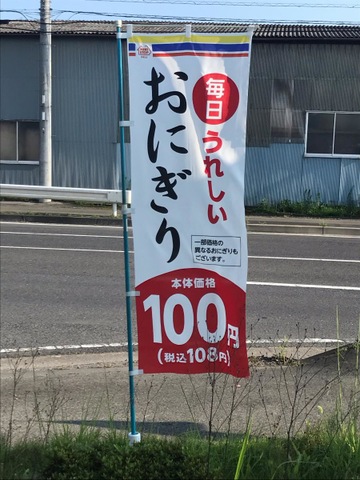 毎日
うれしい
おにぎり
一部価格の
異なるおにぎりも
ございます。
本体価格
100円
(税込108円)